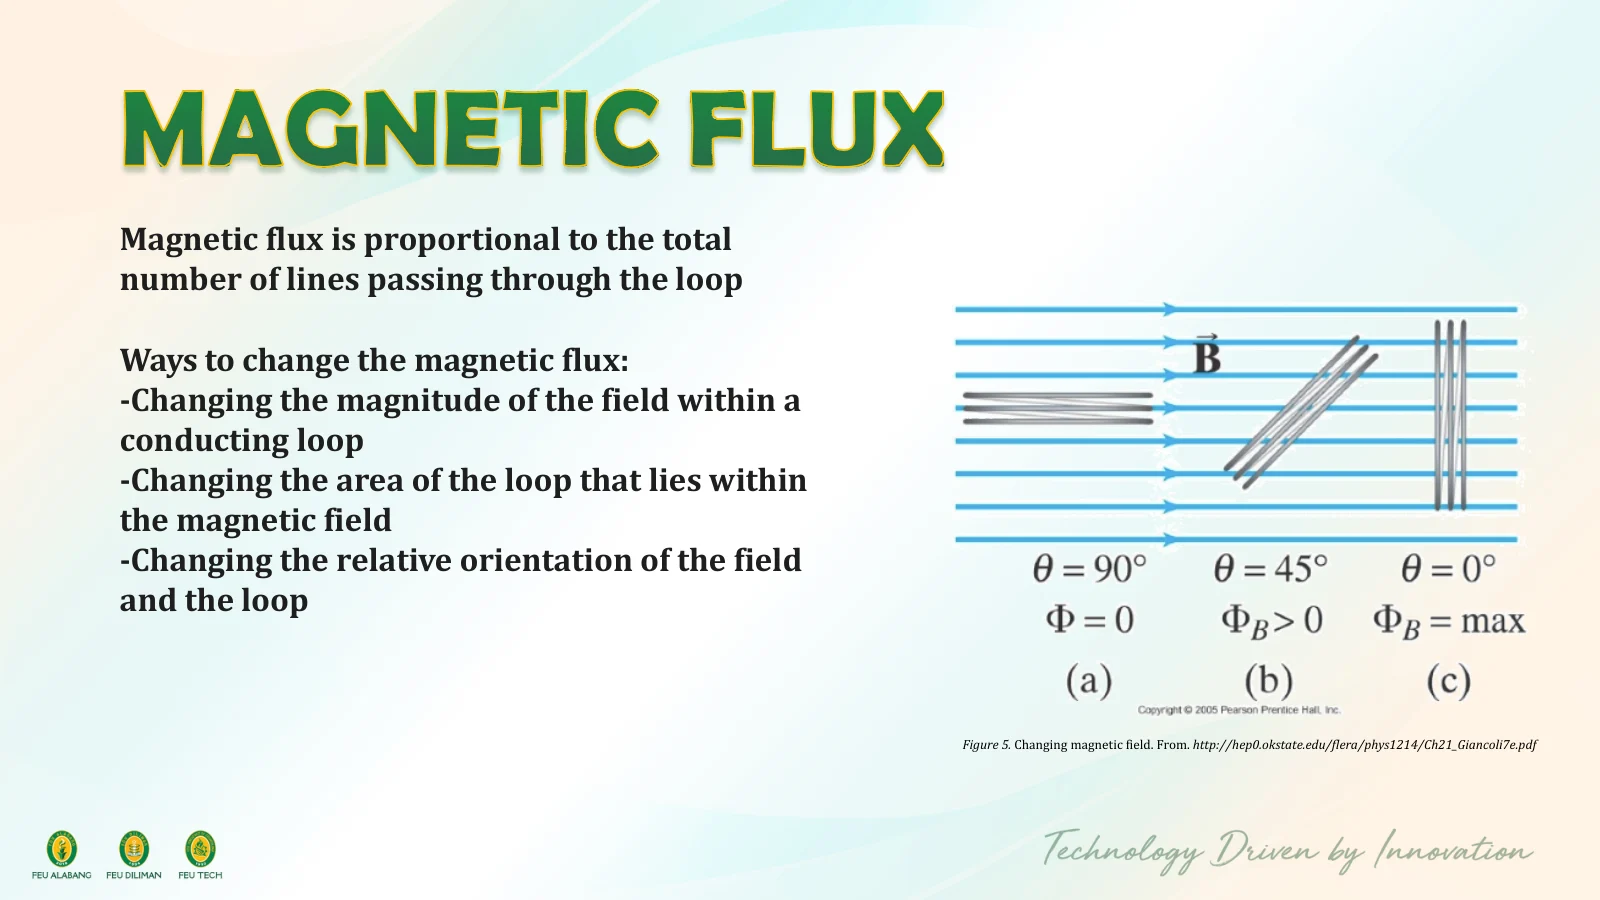 MAGNETIC FLUX
Magnetic flux is proportional to the total
number of lines passing through the loop
Ways to change the magnetic flux:
-Changing the magnitude of the field within a
conducting loop
-Changing the area of the loop that lies within
the magnetic field
-Changing the relative orientation of the field
and the loop
B
θ = 90° θ = 45° θ = 0°
Φ = 0 Φ_B > 0 Φ_B = max
(a) (b) (c)
Copyright © 2005 Pearson Prentice Hall, Inc.
Figure 5. Changing magnetic field. From. http://hep0.okstate.edu/flera/phys1214/Ch21_Giancoli7e.pdf
FEU ALABANG FEU DILIMAN FEU TECH
Technology Driven by Innovation